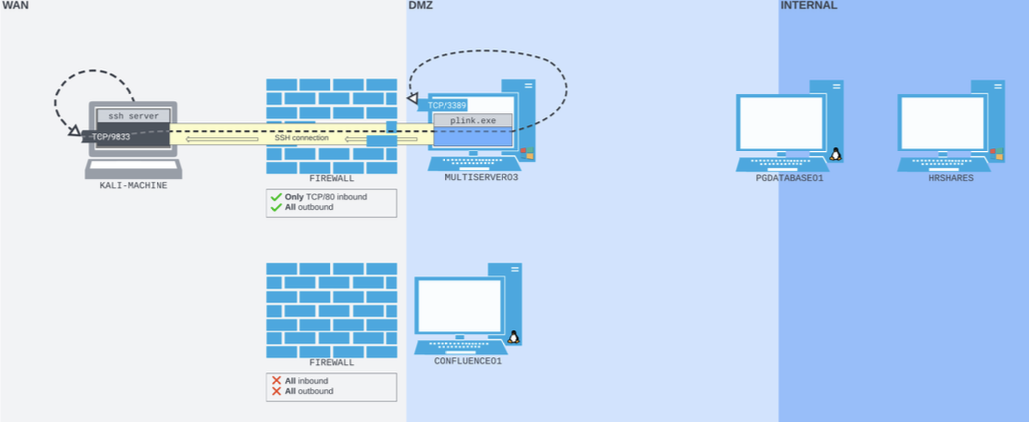 WAN
DMZ
INTERNAL
ssh server
TCP/9833
KALI-MACHINE
SSH connection
FIREWALL
Only TCP/80 inbound
All outbound
TCP/3389
plink.exe
MULTISERVER03
PGDATABASE01
HRSHARES
FIREWALL
All inbound
All outbound
CONFLUENCE01